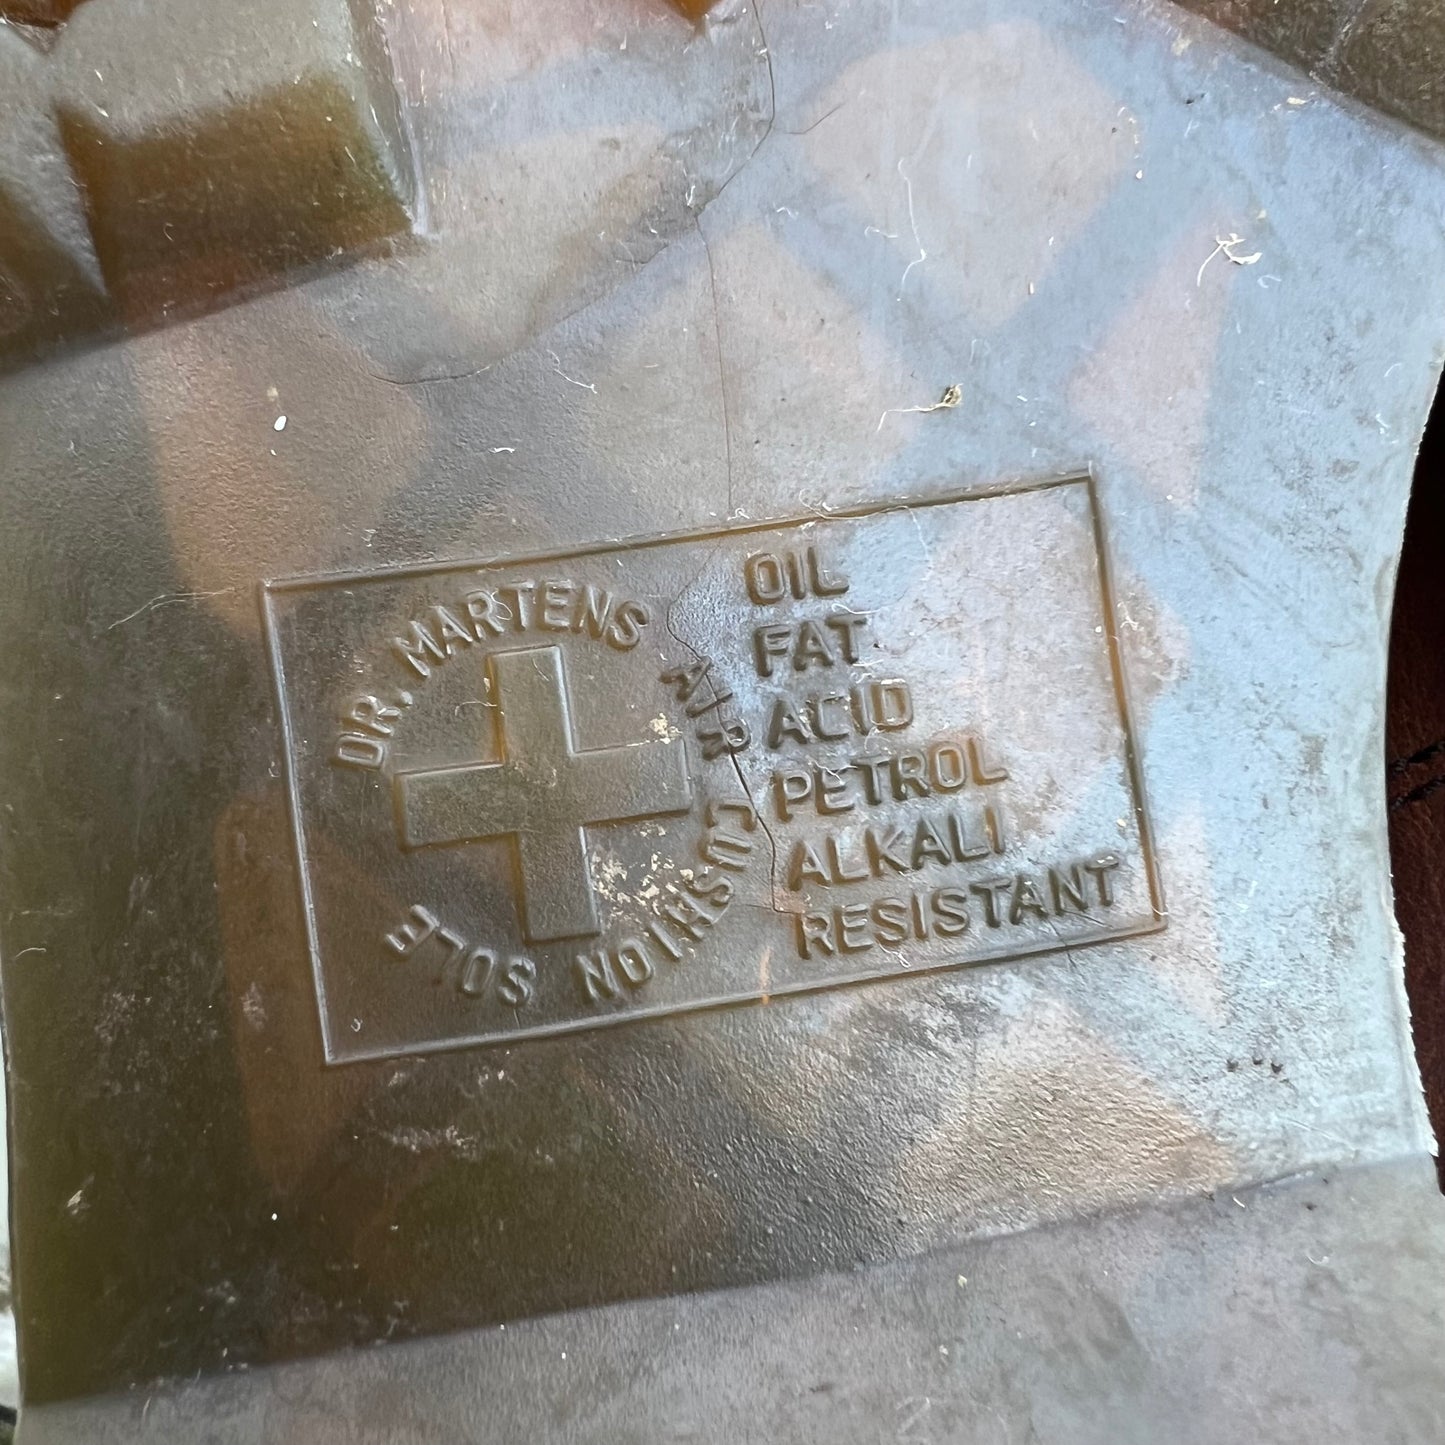 DR. MARTENS AIR CUSHION SOLE
OIL
FAT
ACID
PETROL
ALKALI
RESISTANT